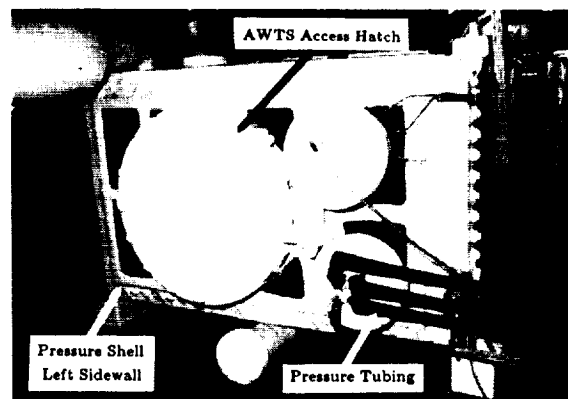 AWTS Access Hatch
Pressure Shell
Left Sidewall
Pressure Tubing